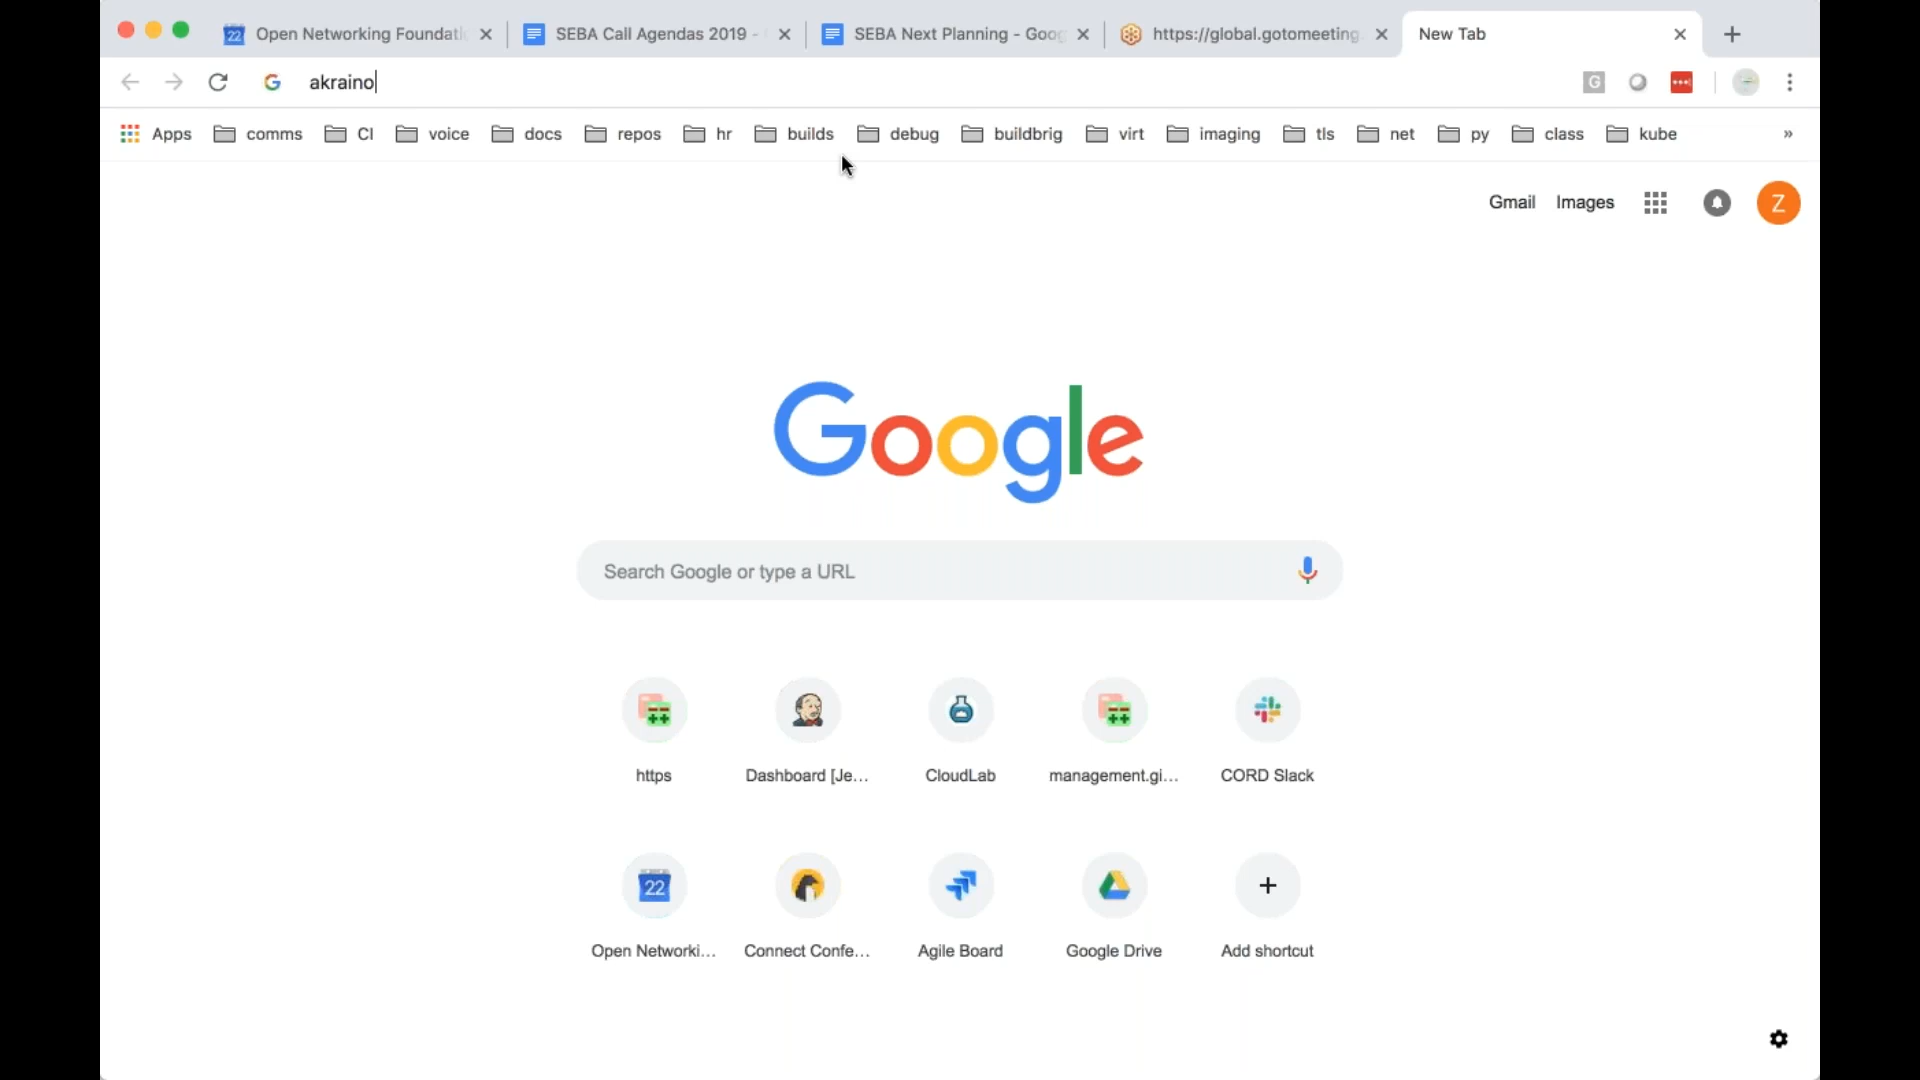 Open Networking Foundati
SEBA Call Agendas 2019 -
SEBA Next Planning - Goog
https://global.gotomeeting.
New Tab
akraino
Apps
comms
CI
voice
docs
repos
hr
builds
debug
buildbrig
virt
imaging
tls
net
py
class
kube
»
Gmail
Images
Z
Google
Search Google or type a URL
https
Dashboard [Je...
CloudLab
management.gi...
CORD Slack
22
Open Networki...
Connect Confe...
Agile Board
Google Drive
Add shortcut